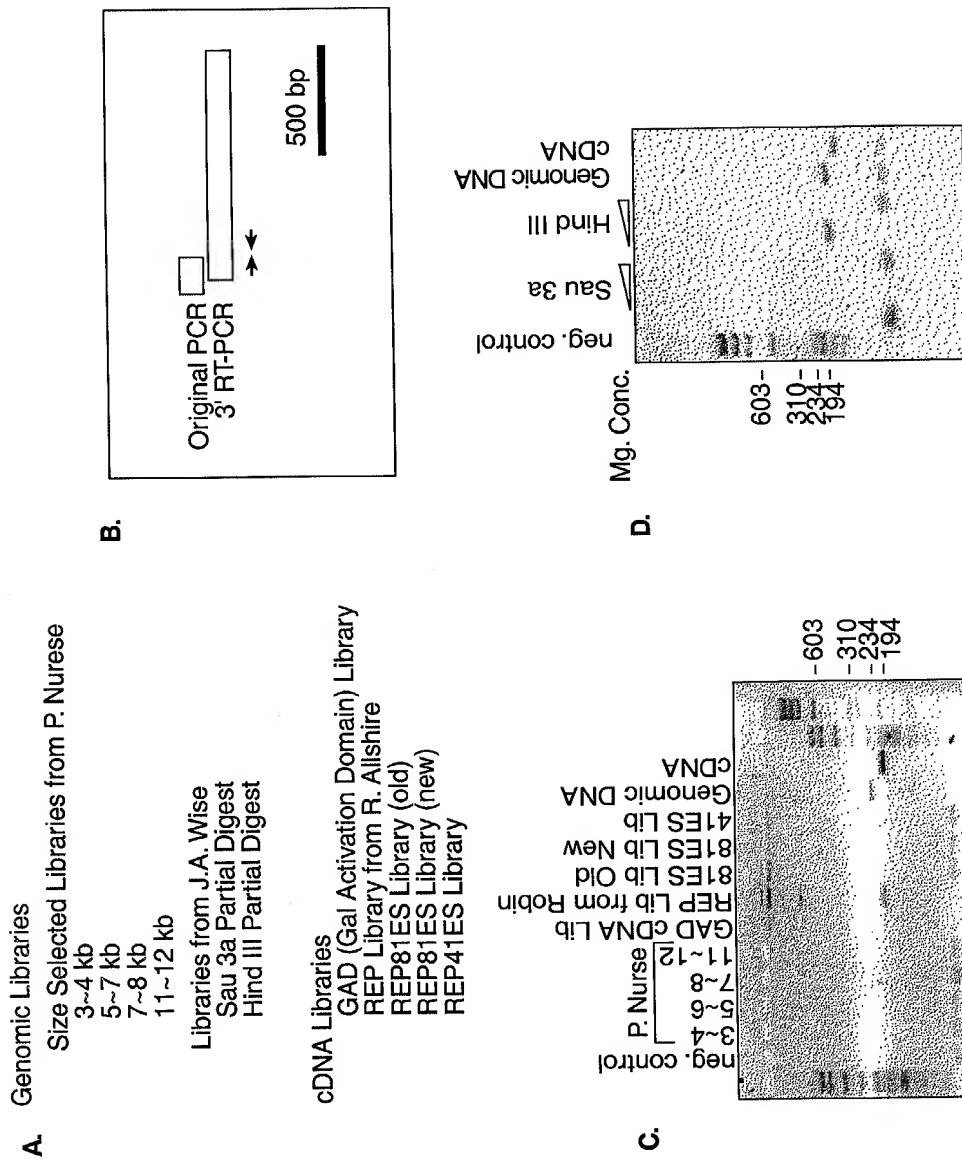 A.
Genomic Libraries
Size Selected Libraries from P. Nurese
3~4 kb
5~7 kb
7~8 kb
11~12 kb
Libraries from J.A. Wise
Sau 3a Partial Digest
Hind III Partial Digest
cDNA Libraries
GAD (Gal Activation Domain) Library
REP Library from R. Allshire
REP81ES Library (old)
REP81ES Library (new)
REP41ES Library
B.
Original PCR
3' RT-PCR
500 bp
C.
neg. control
P. Nurse
3~4
5~6
7~8
11~12
GAD cDNA Lib
REP Lib from Robin
81ES Lib Old
81ES Lib New
41ES Lib
Genomic DNA
cDNA
- 603
- 310
- 234
- 194
D.
Mg. Conc.
neg. control
Sau 3a
Hind III
Genomic DNA
cDNA
603 -
310 -
234 -
194 -